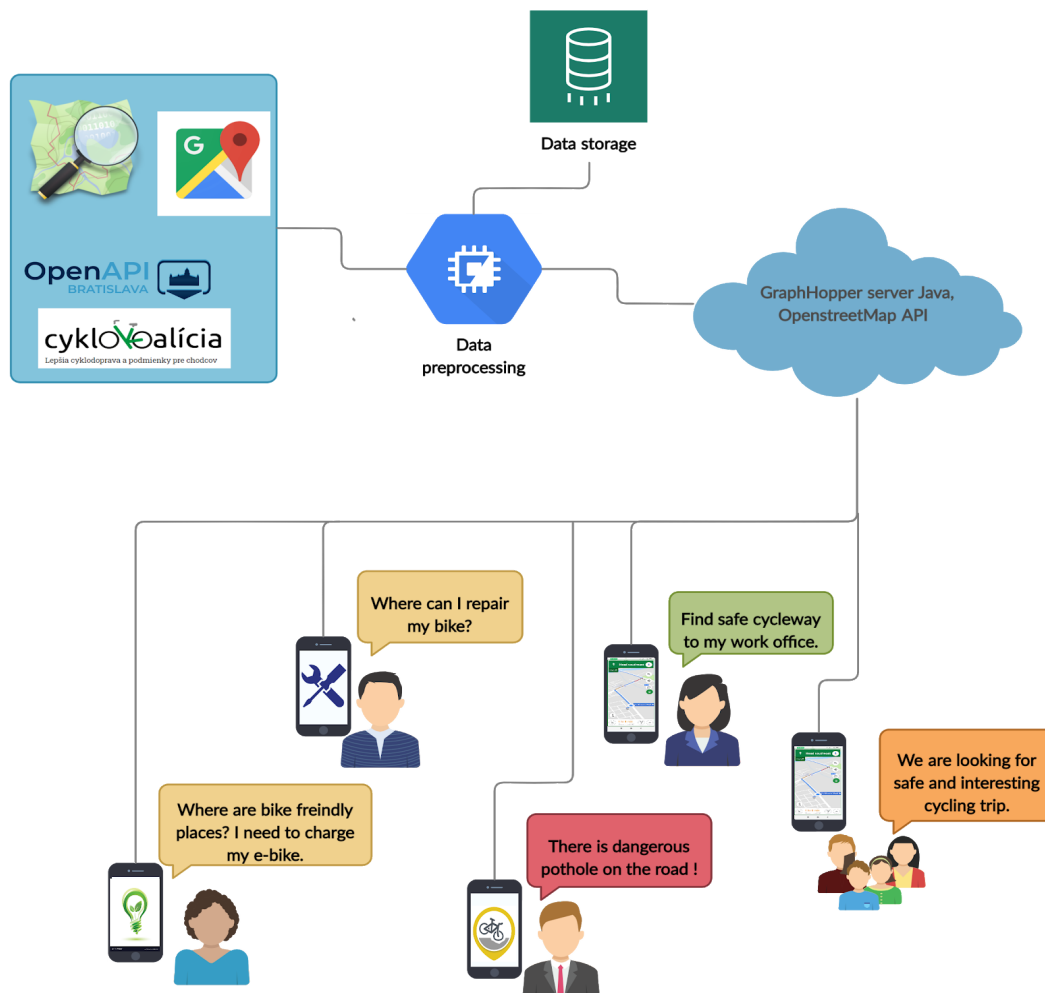 Data storage
G
OpenAPI
BRATISLAVA
cykloKoalícia
Lepšia cyklodoprava a podmienky pre chodcov
Data
preprocessing
GraphHopper server Java,
OpenstreetMap API
Where can I repair
my bike?
Find safe cycleway
to my work office.
We are looking for
safe and interesting
cycling trip.
Where are bike freindly
places? I need to charge
my e-bike.
There is dangerous
pothole on the road !